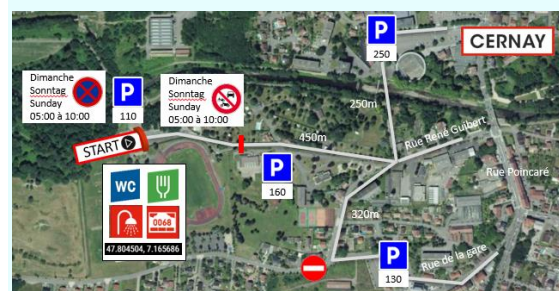 CERNAY
P
250
Dimanche
Sonntag
Sunday
05:00 à 10:00
P
110
Dimanche
Sonntag
Sunday
05:00 à 10:00
START
250m
450m
Rue René Guibert
P
160
WC
0068
47.804504, 7.165686
Rue Poincaré
320m
P
130
Rue de la gare